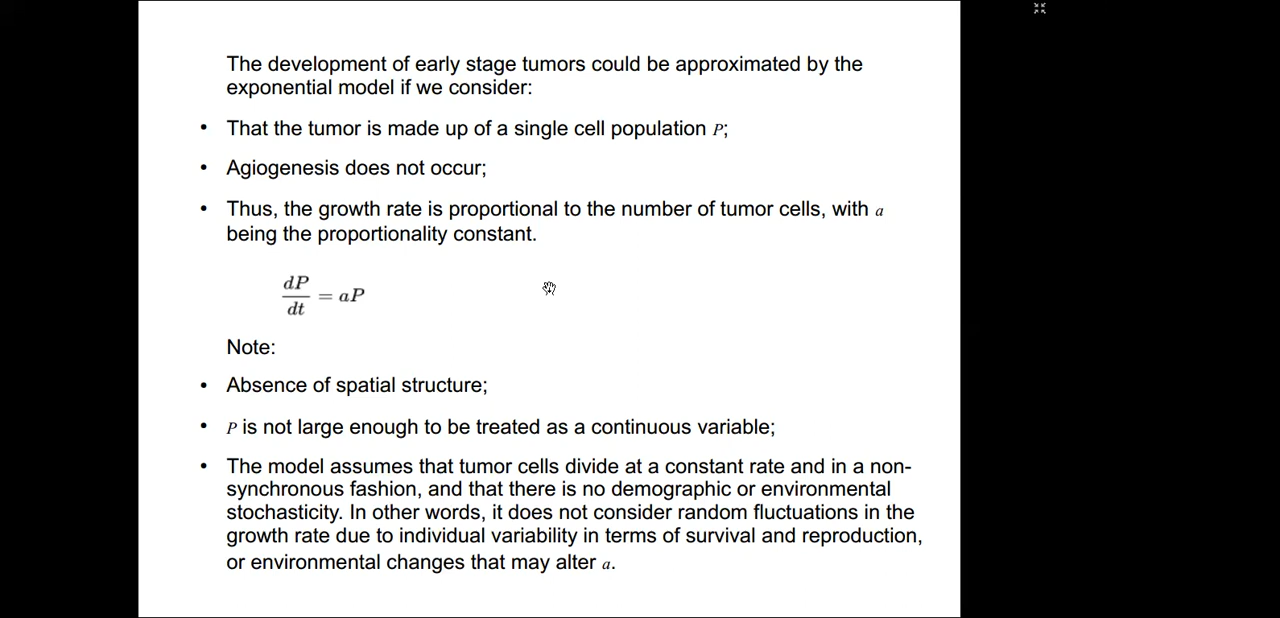 The development of early stage tumors could be approximated by the
exponential model if we consider:
• That the tumor is made up of a single cell population P;
• Agiogenesis does not occur;
• Thus, the growth rate is proportional to the number of tumor cells, with a
being the proportionality constant.
dP/dt = aP
Note:
• Absence of spatial structure;
• P is not large enough to be treated as a continuous variable;
• The model assumes that tumor cells divide at a constant rate and in a non-
synchronous fashion, and that there is no demographic or environmental
stochasticity. In other words, it does not consider random fluctuations in the
growth rate due to individual variability in terms of survival and reproduction,
or environmental changes that may alter a.